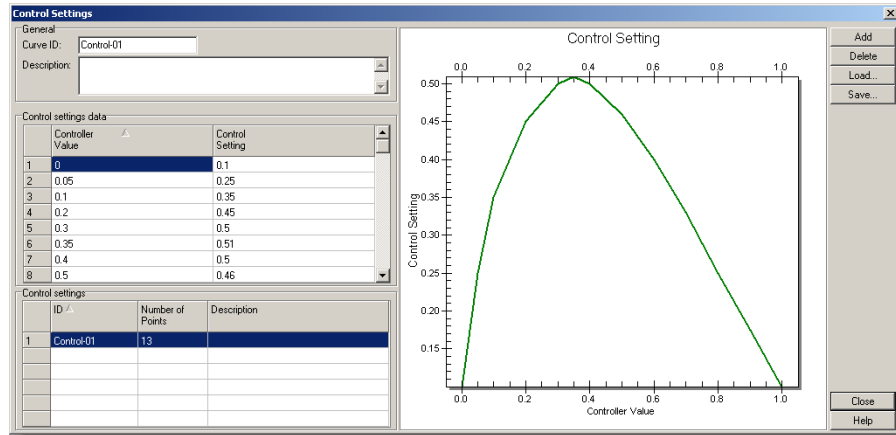 Control Settings
General
Curve ID: Control-01
Description:
Control settings data
Controller Value Control Setting
1 0 0.1
2 0.05 0.25
3 0.1 0.35
4 0.2 0.45
5 0.3 0.5
6 0.35 0.51
7 0.4 0.5
8 0.5 0.46
Control settings
ID Number of Points Description
1 Control-01 13
Control Setting
0.0 0.2 0.4 0.6 0.8 1.0
0.50
0.45
0.40
0.35
0.30
0.25
0.20
0.15
Control Setting
0.0 0.2 0.4 0.6 0.8 1.0
Controller Value
Add
Delete
Load...
Save...
Close
Help